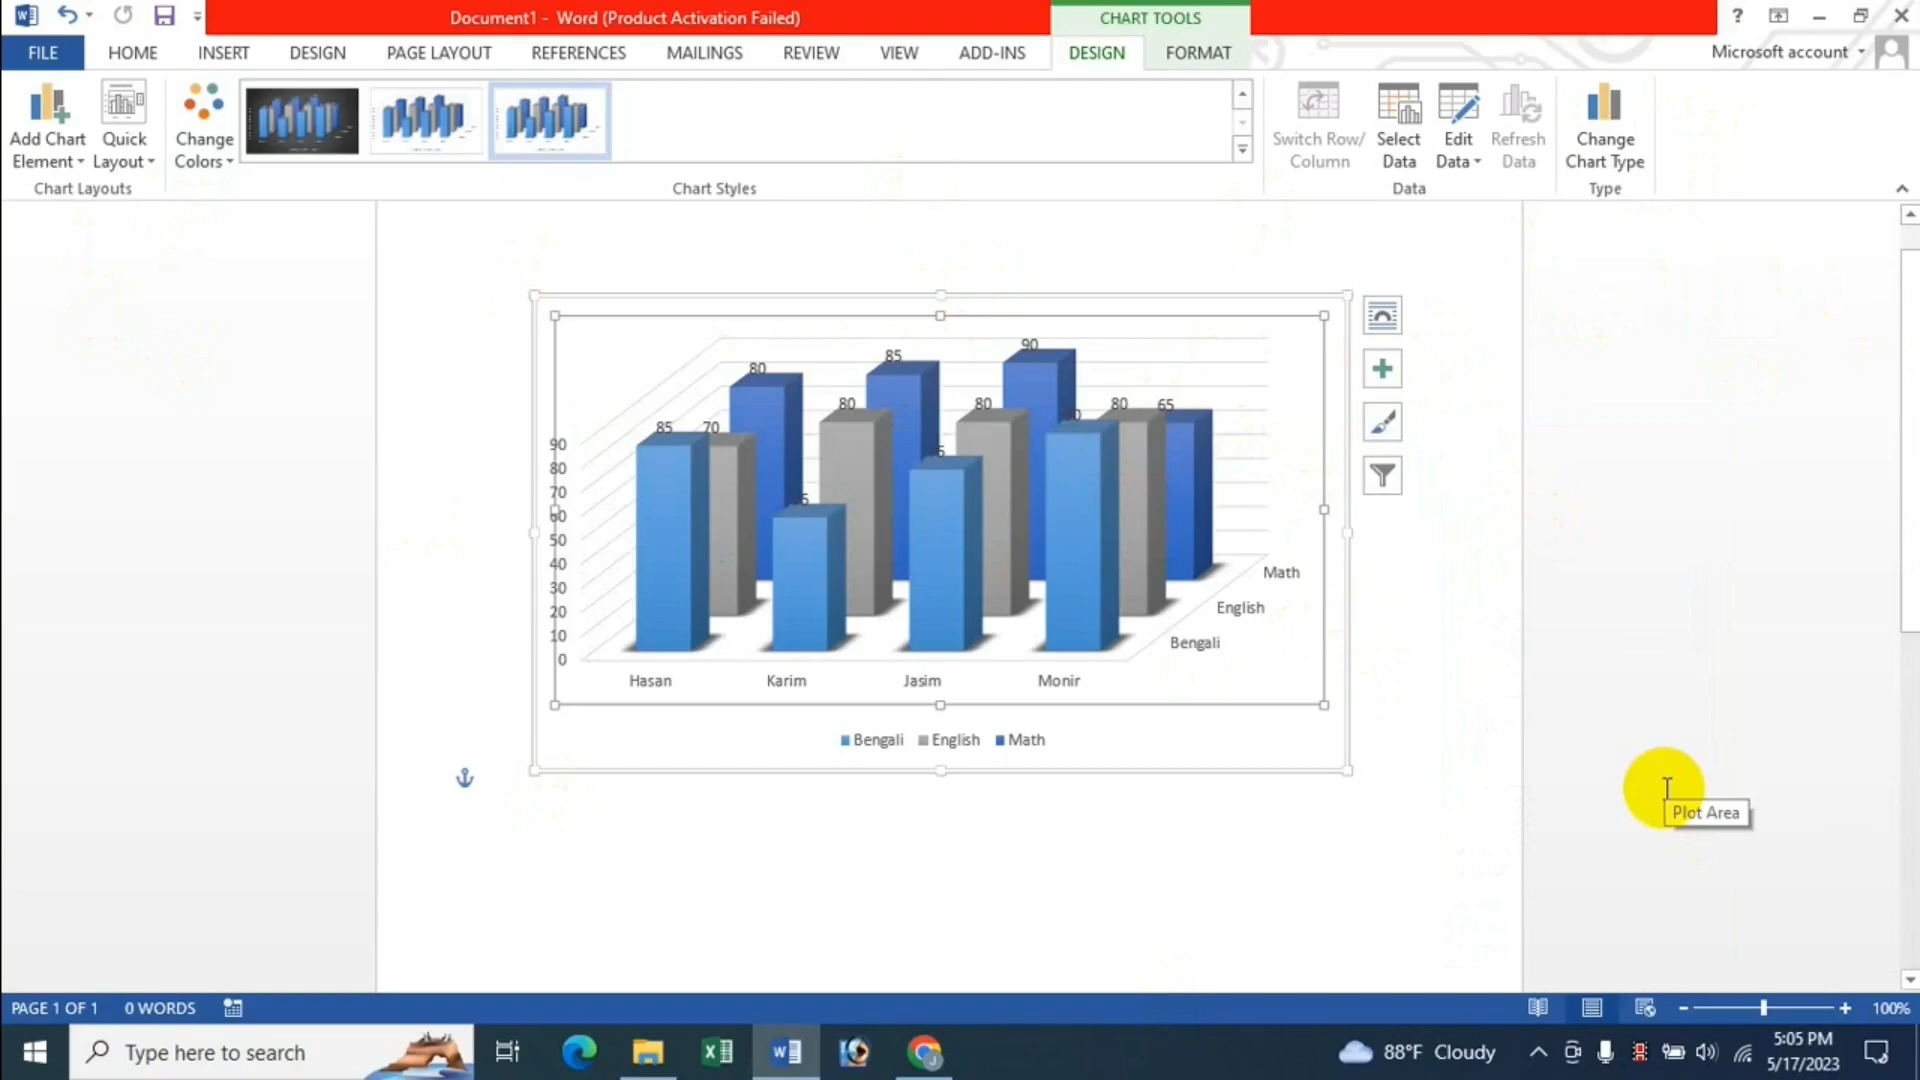 Document1 - Word (Product Activation Failed)
CHART TOOLS
?
FILE
HOME
INSERT
DESIGN
PAGE LAYOUT
REFERENCES
MAILINGS
REVIEW
VIEW
ADD-INS
DESIGN
FORMAT
Microsoft account
Add Chart
Element
Quick
Layout
Change
Colors
Switch Row/
Column
Select
Data
Edit
Data
Refresh
Data
Change
Chart Type
Chart Layouts
Chart Styles
Data
Type
90
85
80
80
80
80
65
85
70
90
80
70
60
50
40
30
20
10
0
Math
English
Bengali
Hasan
Karim
Jasim
Monir
Bengali
English
Math
Plot Area
PAGE 1 OF 1
0 WORDS
100%
Type here to search
88°F Cloudy
5:05 PM
5/17/2023